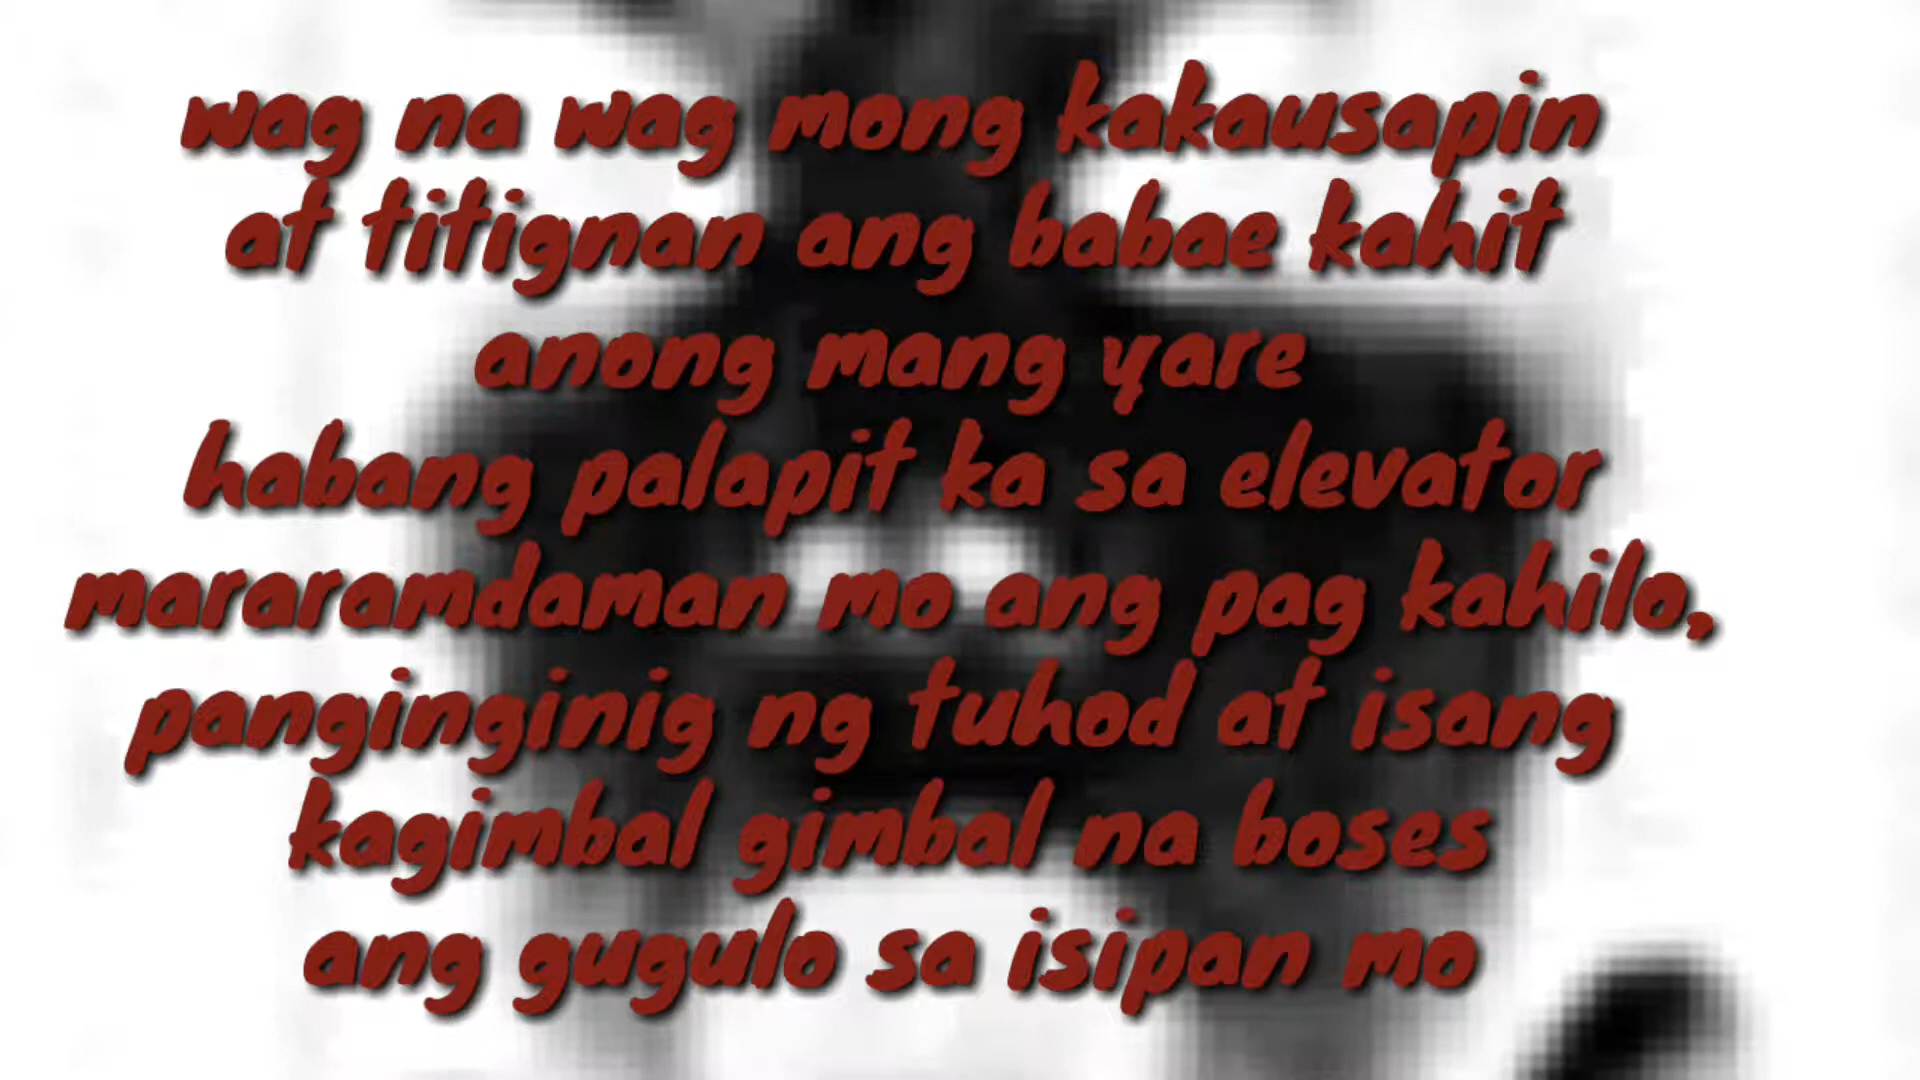 wag na wag mong kakausapin
at titignan ang babae kahit
anong mang yare
habang palapit ka sa elevator
mararamdaman mo ang pag kahilo,
panginginig ng tuhod at isang
kagimbal gimbal na boses
ang gugulo sa isipan mo